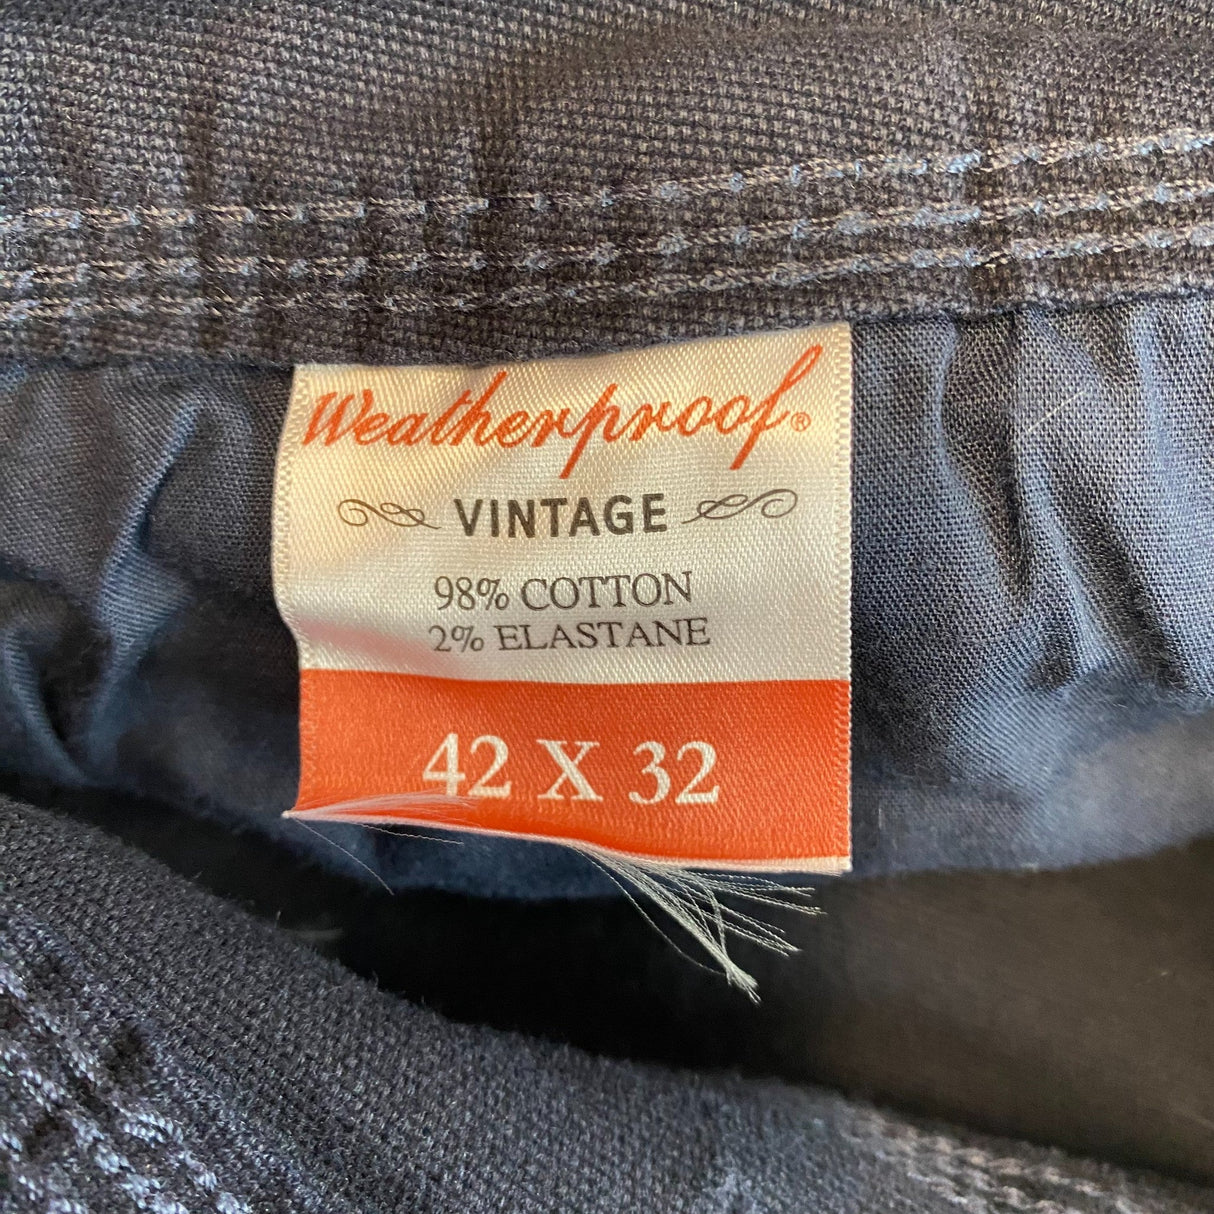 Weatherproof®
VINTAGE
98% COTTON
2% ELASTANE
42 X 32